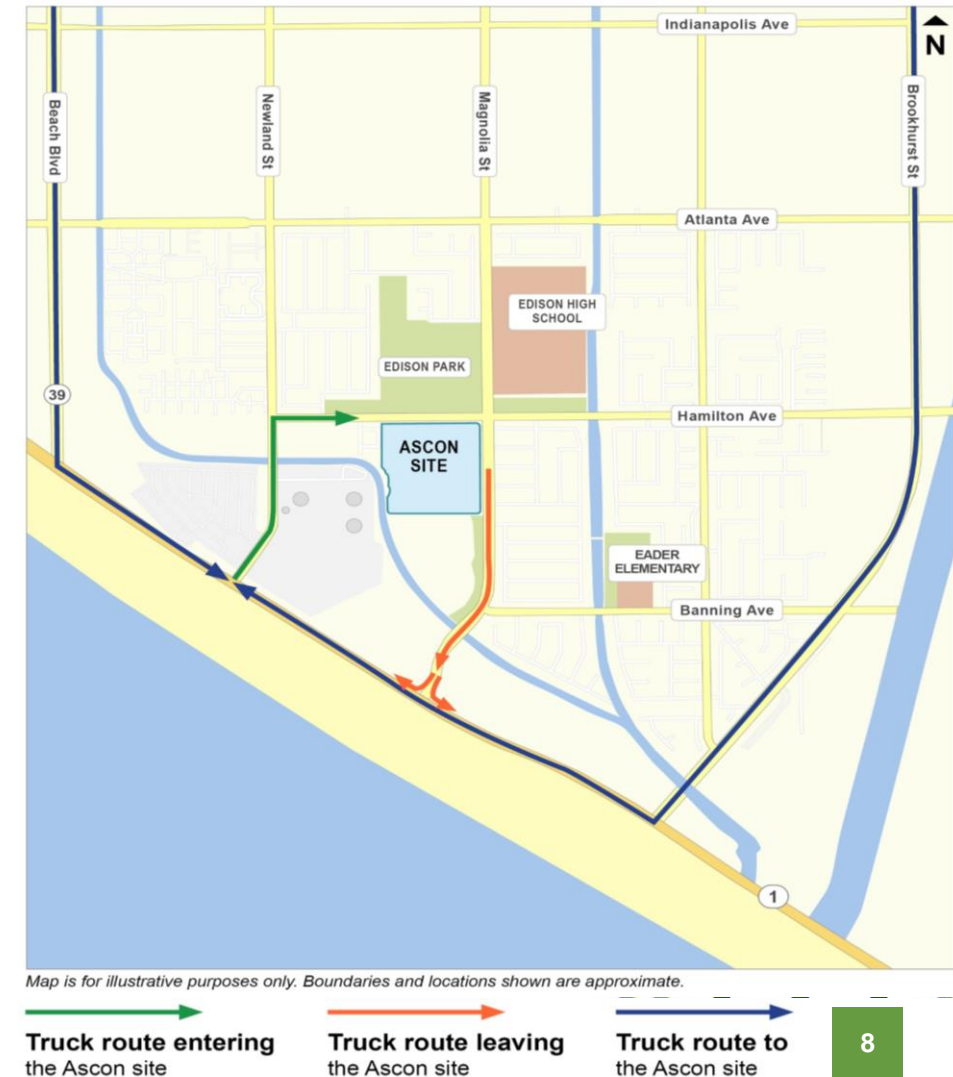 Indianapolis Ave
N
Beach Blvd
Newland St
Magnolia St
Brookhurst St
Atlanta Ave
EDISON HIGH
SCHOOL
EDISON PARK
39
Hamilton Ave
ASCON
SITE
EADER
ELEMENTARY
Banning Ave
1
Map is for illustrative purposes only. Boundaries and locations shown are approximate.
Truck route entering
the Ascon site
Truck route leaving
the Ascon site
Truck route to
the Ascon site
8